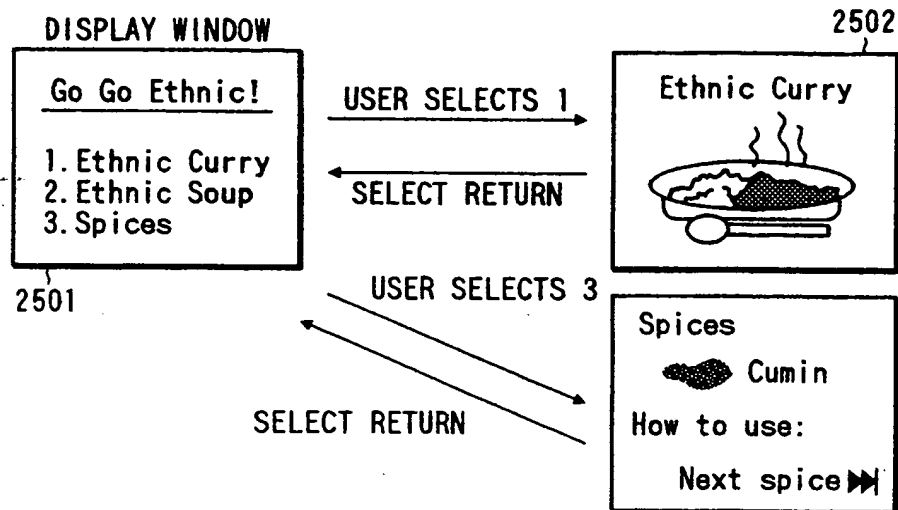 DISPLAY WINDOW
Go Go Ethnic!
1. Ethnic Curry
2. Ethnic Soup
3. Spices
2501
USER SELECTS 1
SELECT RETURN
2502
Ethnic Curry
USER SELECTS 3
SELECT RETURN
Spices
Cumin
How to use:
Next spice